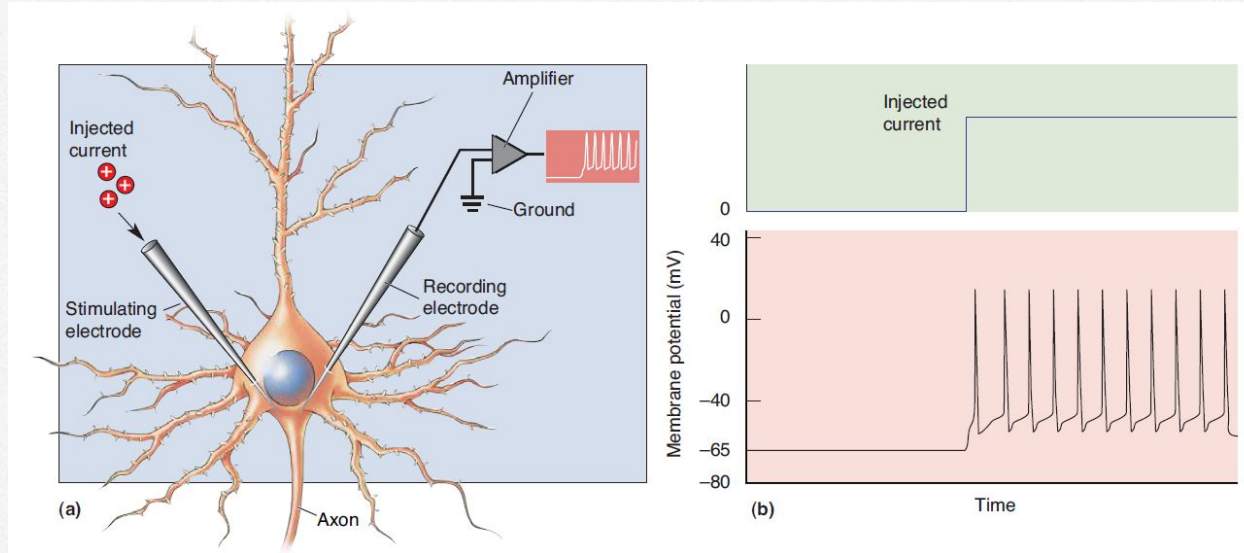 Amplifier
Injected
current
+
+
+
Ground
Stimulating
electrode
Recording
electrode
(a)
Axon
Injected
current
0
Membrane potential (mV)
40
0
–40
–65
–80
(b)
Time